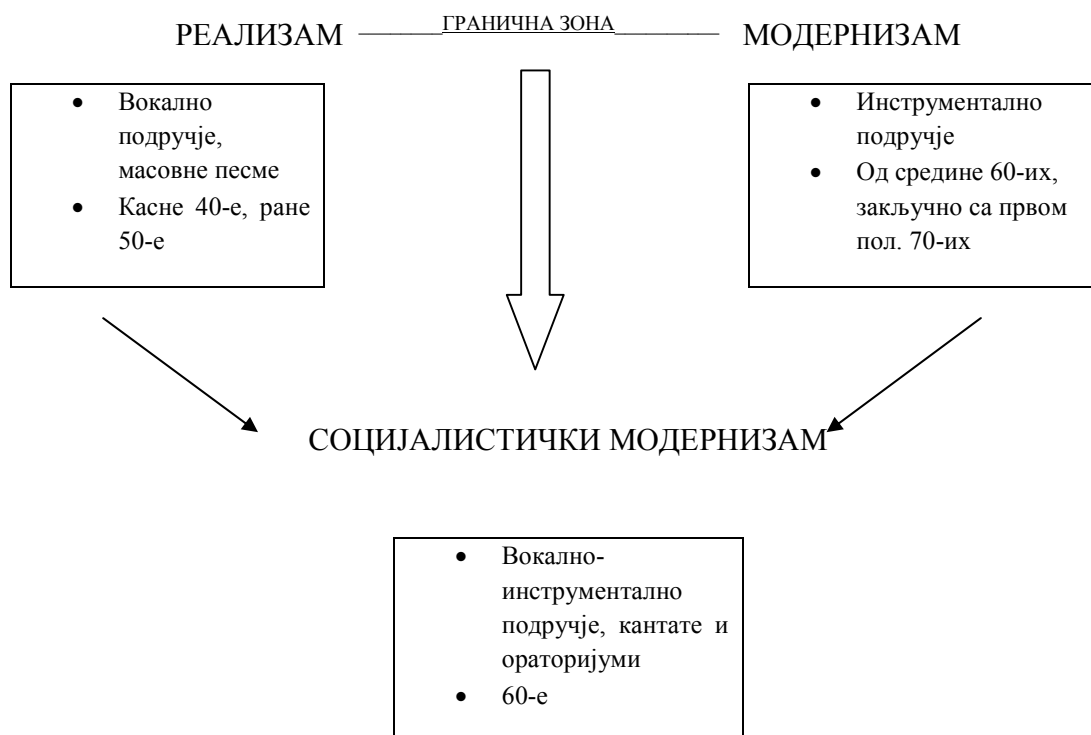 РЕАЛИЗАМ ГРАНИЧНА ЗОНА МОДЕРНИЗАМ
• Вокално
подручје,
масовне песме
• Касне 40-е, ране
50-е
• Инструментално
подручје
• Од средине 60-их,
закључно са првом
пол. 70-их
СОЦИЈАЛИСТИЧКИ МОДЕРНИЗАМ
• Вокално-
инструментално
подручје, кантате и
ораторијуми
• 60-е